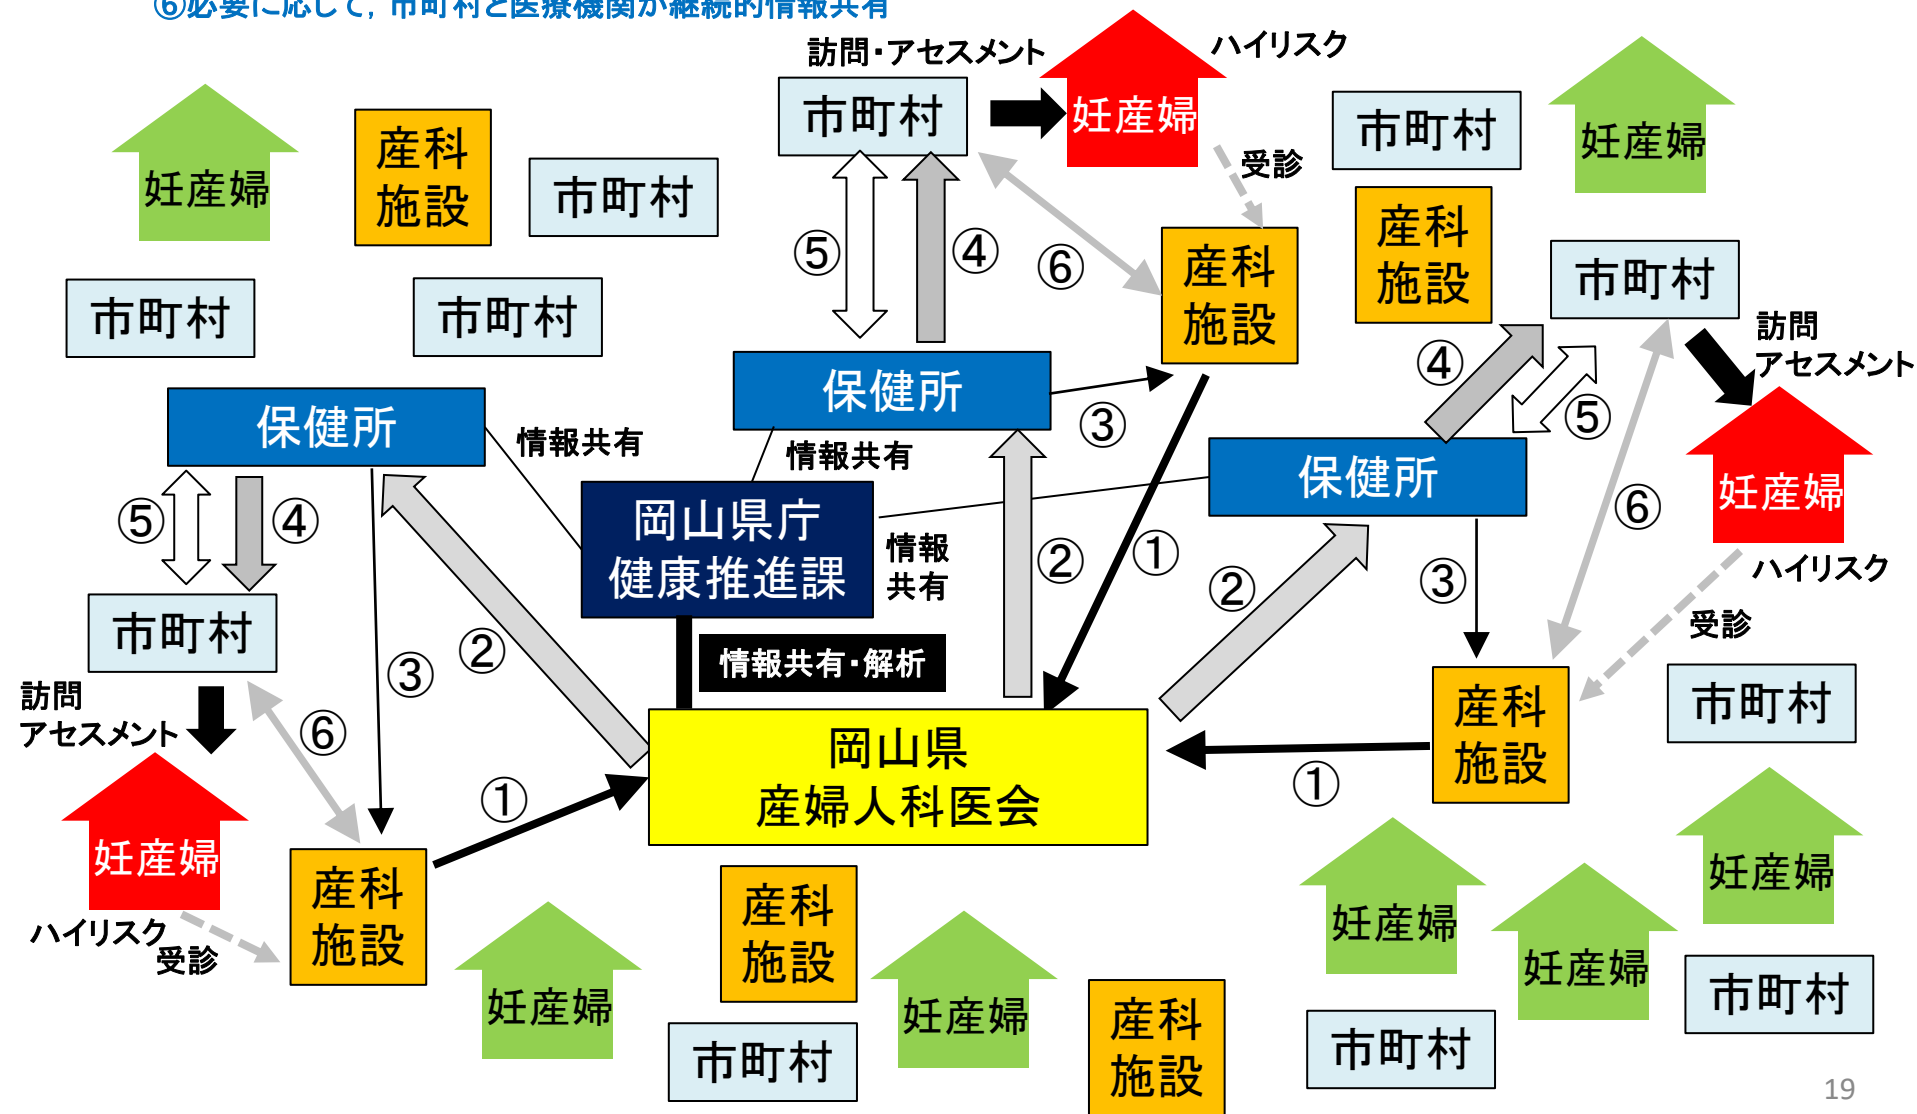 ⑥必要に応じて，市町村と医療機関が継続的情報共有
訪問・アセスメント
ハイリスク
市町村
妊産婦
妊産婦
産科
施設
市町村
市町村
妊産婦
受診
市町村
市町村
産科
施設
産科
施設
市町村
⑤
④
⑥
訪問
アセスメント
保健所
保健所
③
④
⑤
情報共有
情報共有
保健所
妊産婦
ハイリスク
⑤
④
岡山県庁
健康推進課
情報
共有
②
①
②
③
⑥
受診
市町村
③
②
情報共有・解析
訪問
アセスメント
⑥
産科
施設
市町村
岡山県
産婦人科医会
①
①
妊産婦
ハイリスク
受診
産科
施設
妊産婦
産科
施設
妊産婦
妊産婦
妊産婦
妊産婦
市町村
産科
施設
市町村
市町村
19